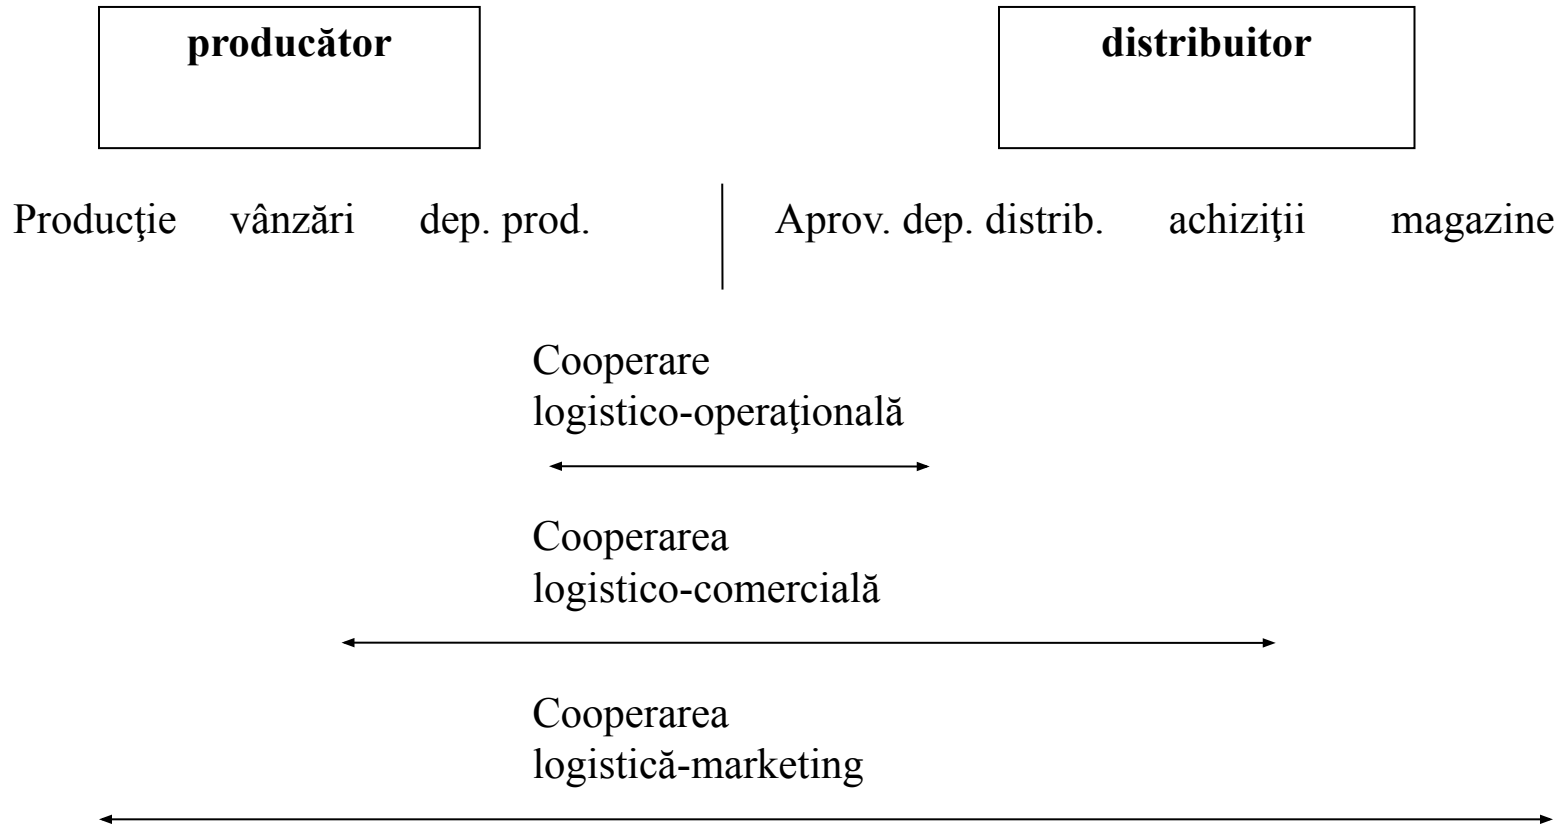 producător distribuitor
Producţie vânzări dep. prod. Aprov. dep. distrib. achiziţii magazine
Cooperare
logistico-operaţională
Cooperarea
logistico-comercială
Cooperarea
logistică-marketing